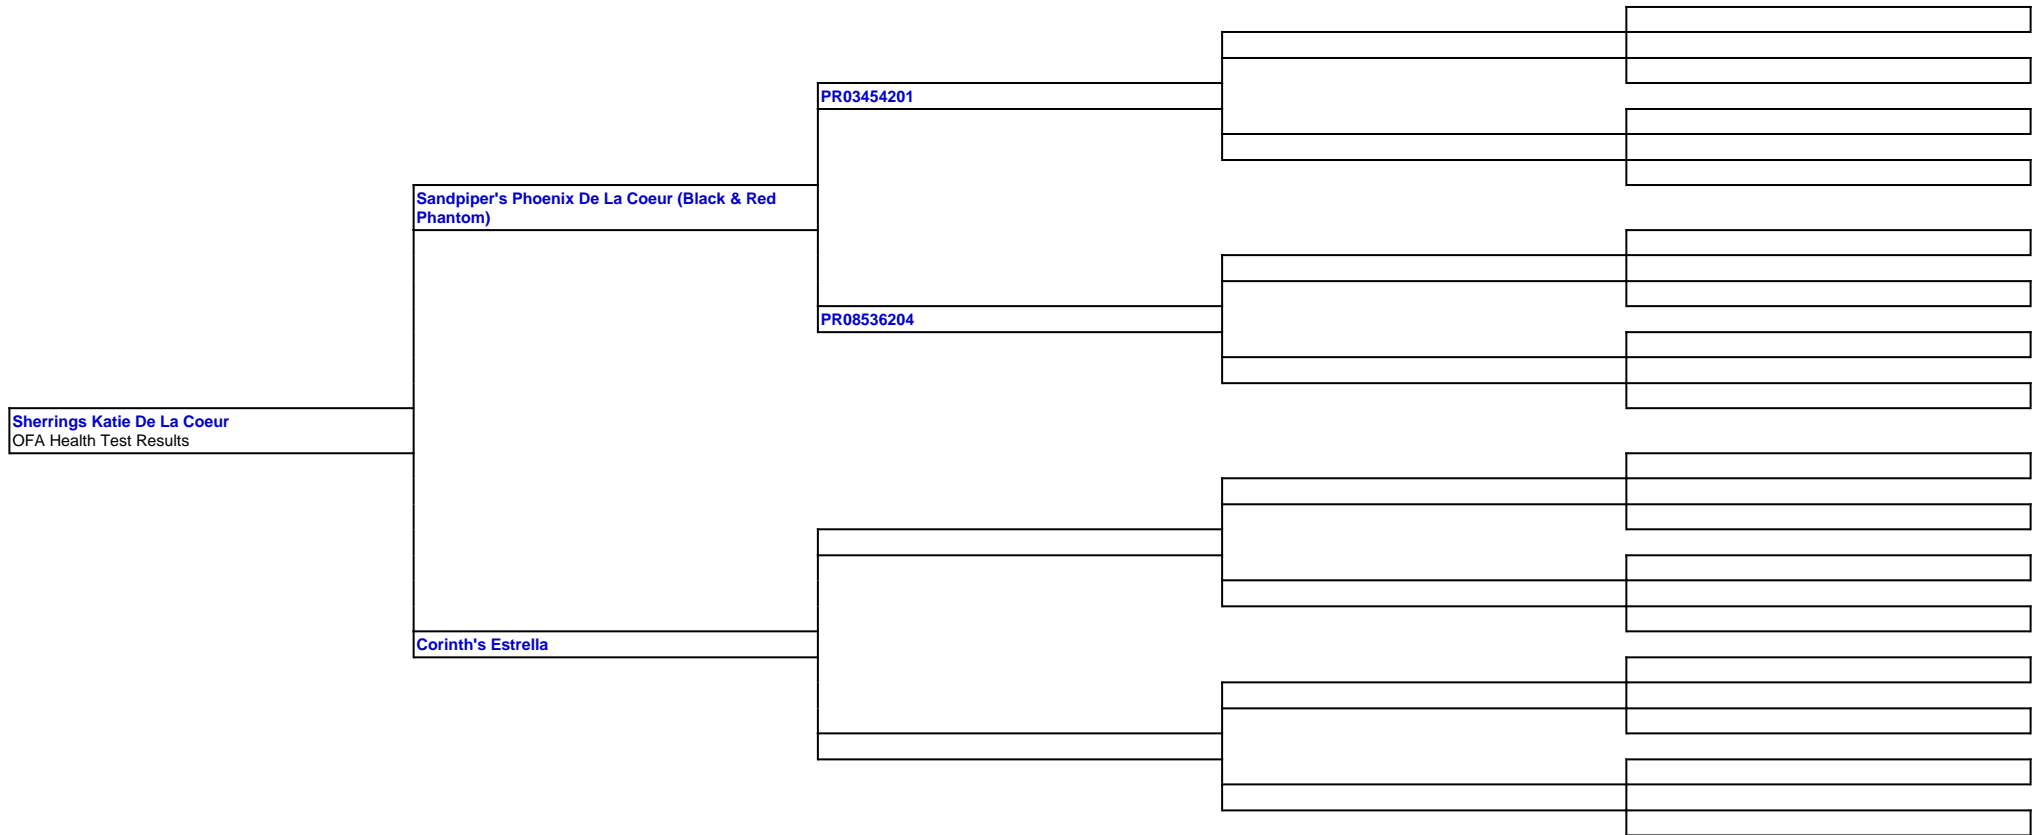 PR03454201
Sandpiper's Phoenix De La Coeur (Black & Red
Phantom)
PR08536204
Sherrings Katie De La Coeur
OFA Health Test Results
Corinth's Estrella